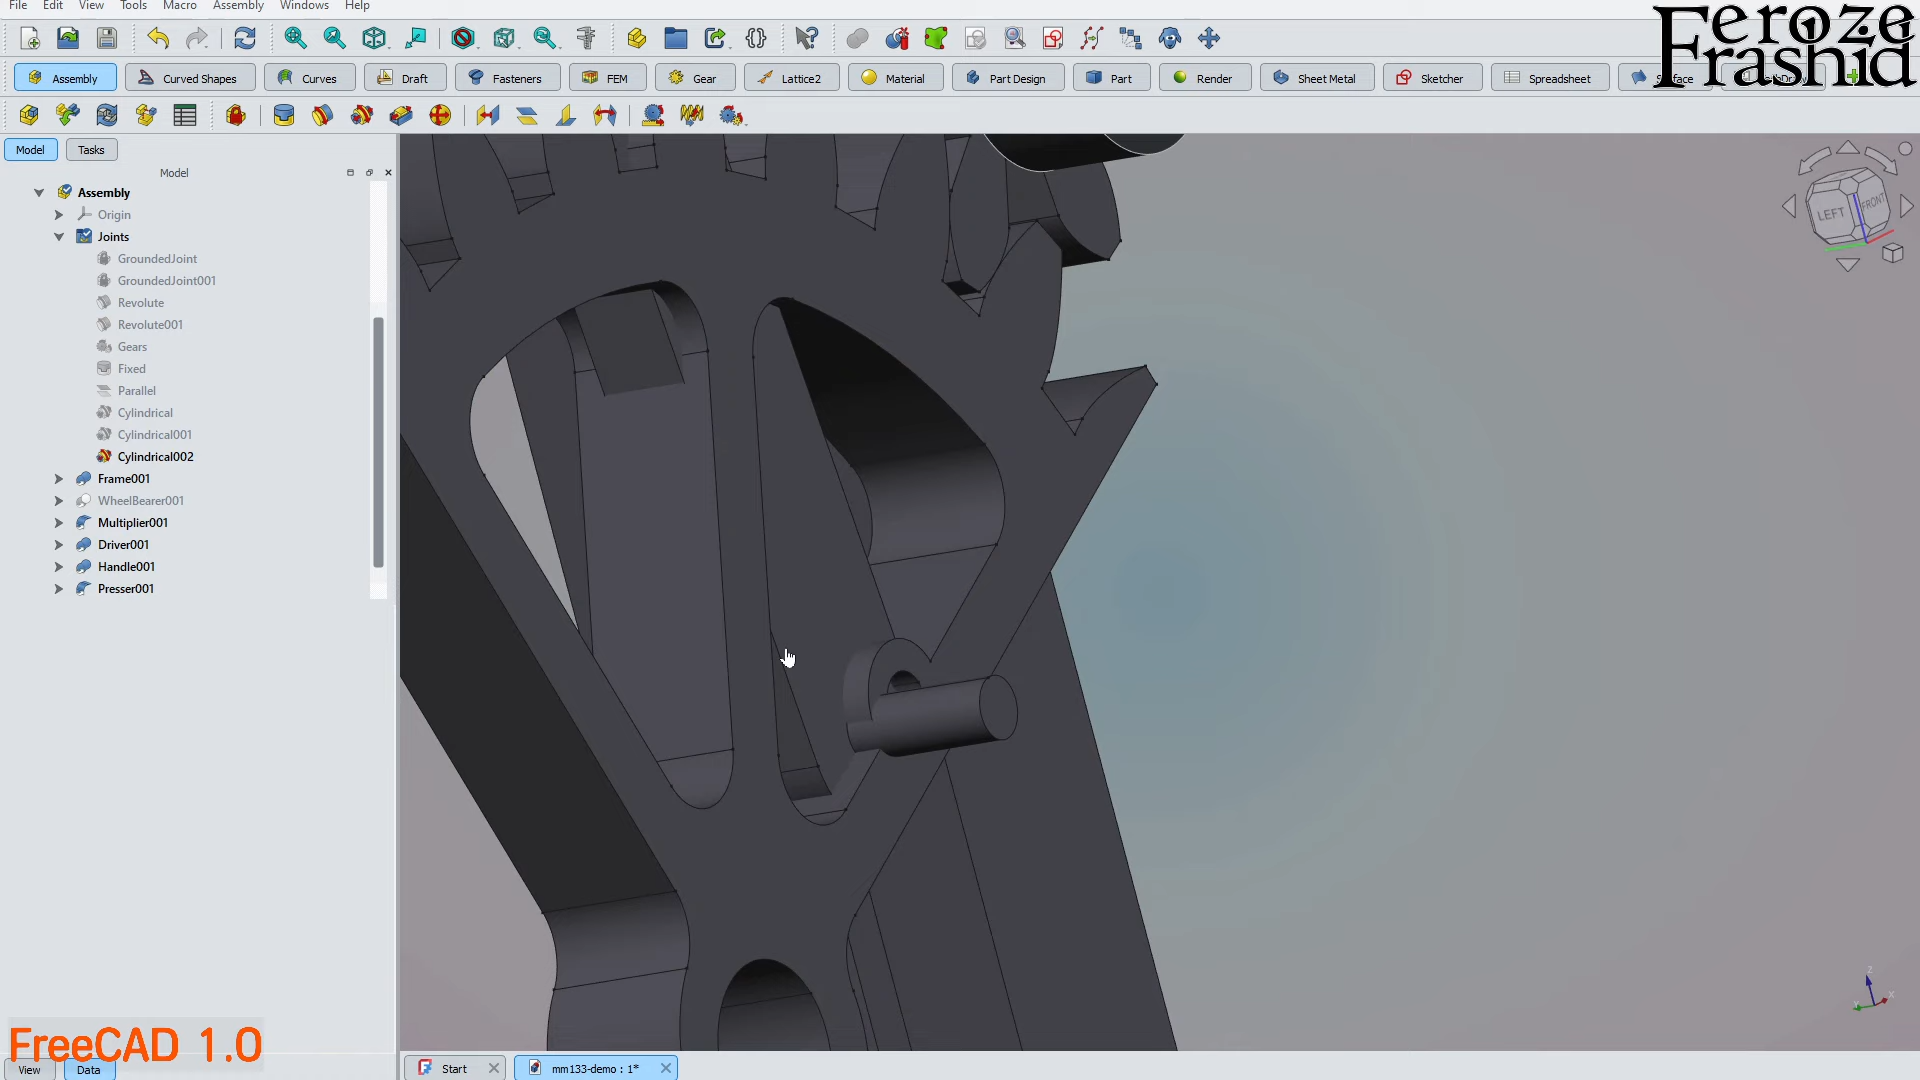 File Edit View Tools Macro Assembly Windows Help
Feroze
Frashid
Assembly Curved Shapes Curves Draft Fasteners FEM Gear Lattice2 Material Part Design Part Render Sheet Metal Sketcher Spreadsheet
Model Tasks
Model
Assembly
Origin
Joints
GroundedJoint
GroundedJoint001
Revolute
Revolute001
Gears
Fixed
Parallel
Cylindrical
Cylindrical001
Cylindrical002
Frame001
WheelBearer001
Multiplier001
Driver001
Handle001
Presser001
LEFT FRONT
Z
X
FreeCAD 1.0
View Data
Start
mm133-demo : 1*